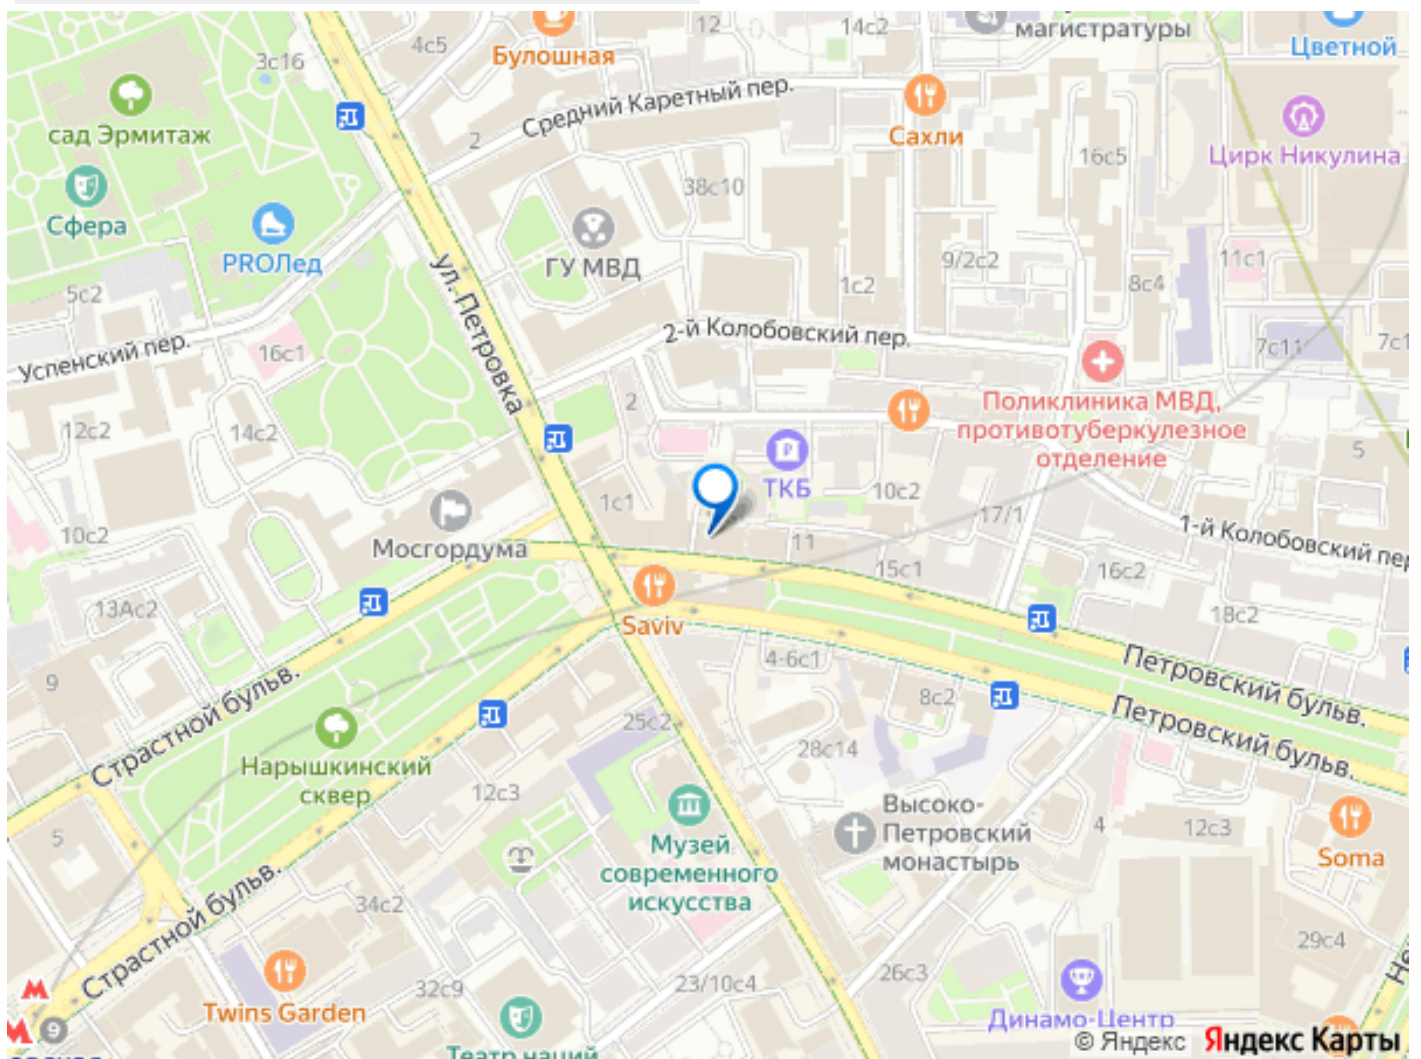 3с16
4с5
Булошная
12
14с2
магистратуры
Цветной
сад Эрмитаж
2
Средний Каретный пер.
Сахли
16с5
Цирк Никулина
Сфера
PROЛед
38с10
ГУ МВД
5с2
ул. Петровка
1с2
9/2с2
8с4
11с1
Успенский пер.
16с1
2-й Колобовский пер.
7с11
7с1
12с2
14с2
2
Поликлиника МВД,
противотуберкулезное
отделение
5
ТКБ
10с2
1с1
17/1
10с2
Мосгордума
11
15с1
1-й Колобовский пер
16с2
13Ас2
Saviv
18с2
9
4-6с1
8с2
Петровский бульв.
Петровский бульв.
Страстной бульв.
25с2
28с14
Нарышкинский
сквер
12с3
Высоко-
Петровский
монастырь
4
12с3
5
Музей
современного
искусства
Soma
34с2
Страстной бульв.
29с4
Twins Garden
32с9
23/10с4
26с3
Не
9
Динамо-Центр
Театр наций
© Яндекс Яндекс Карты